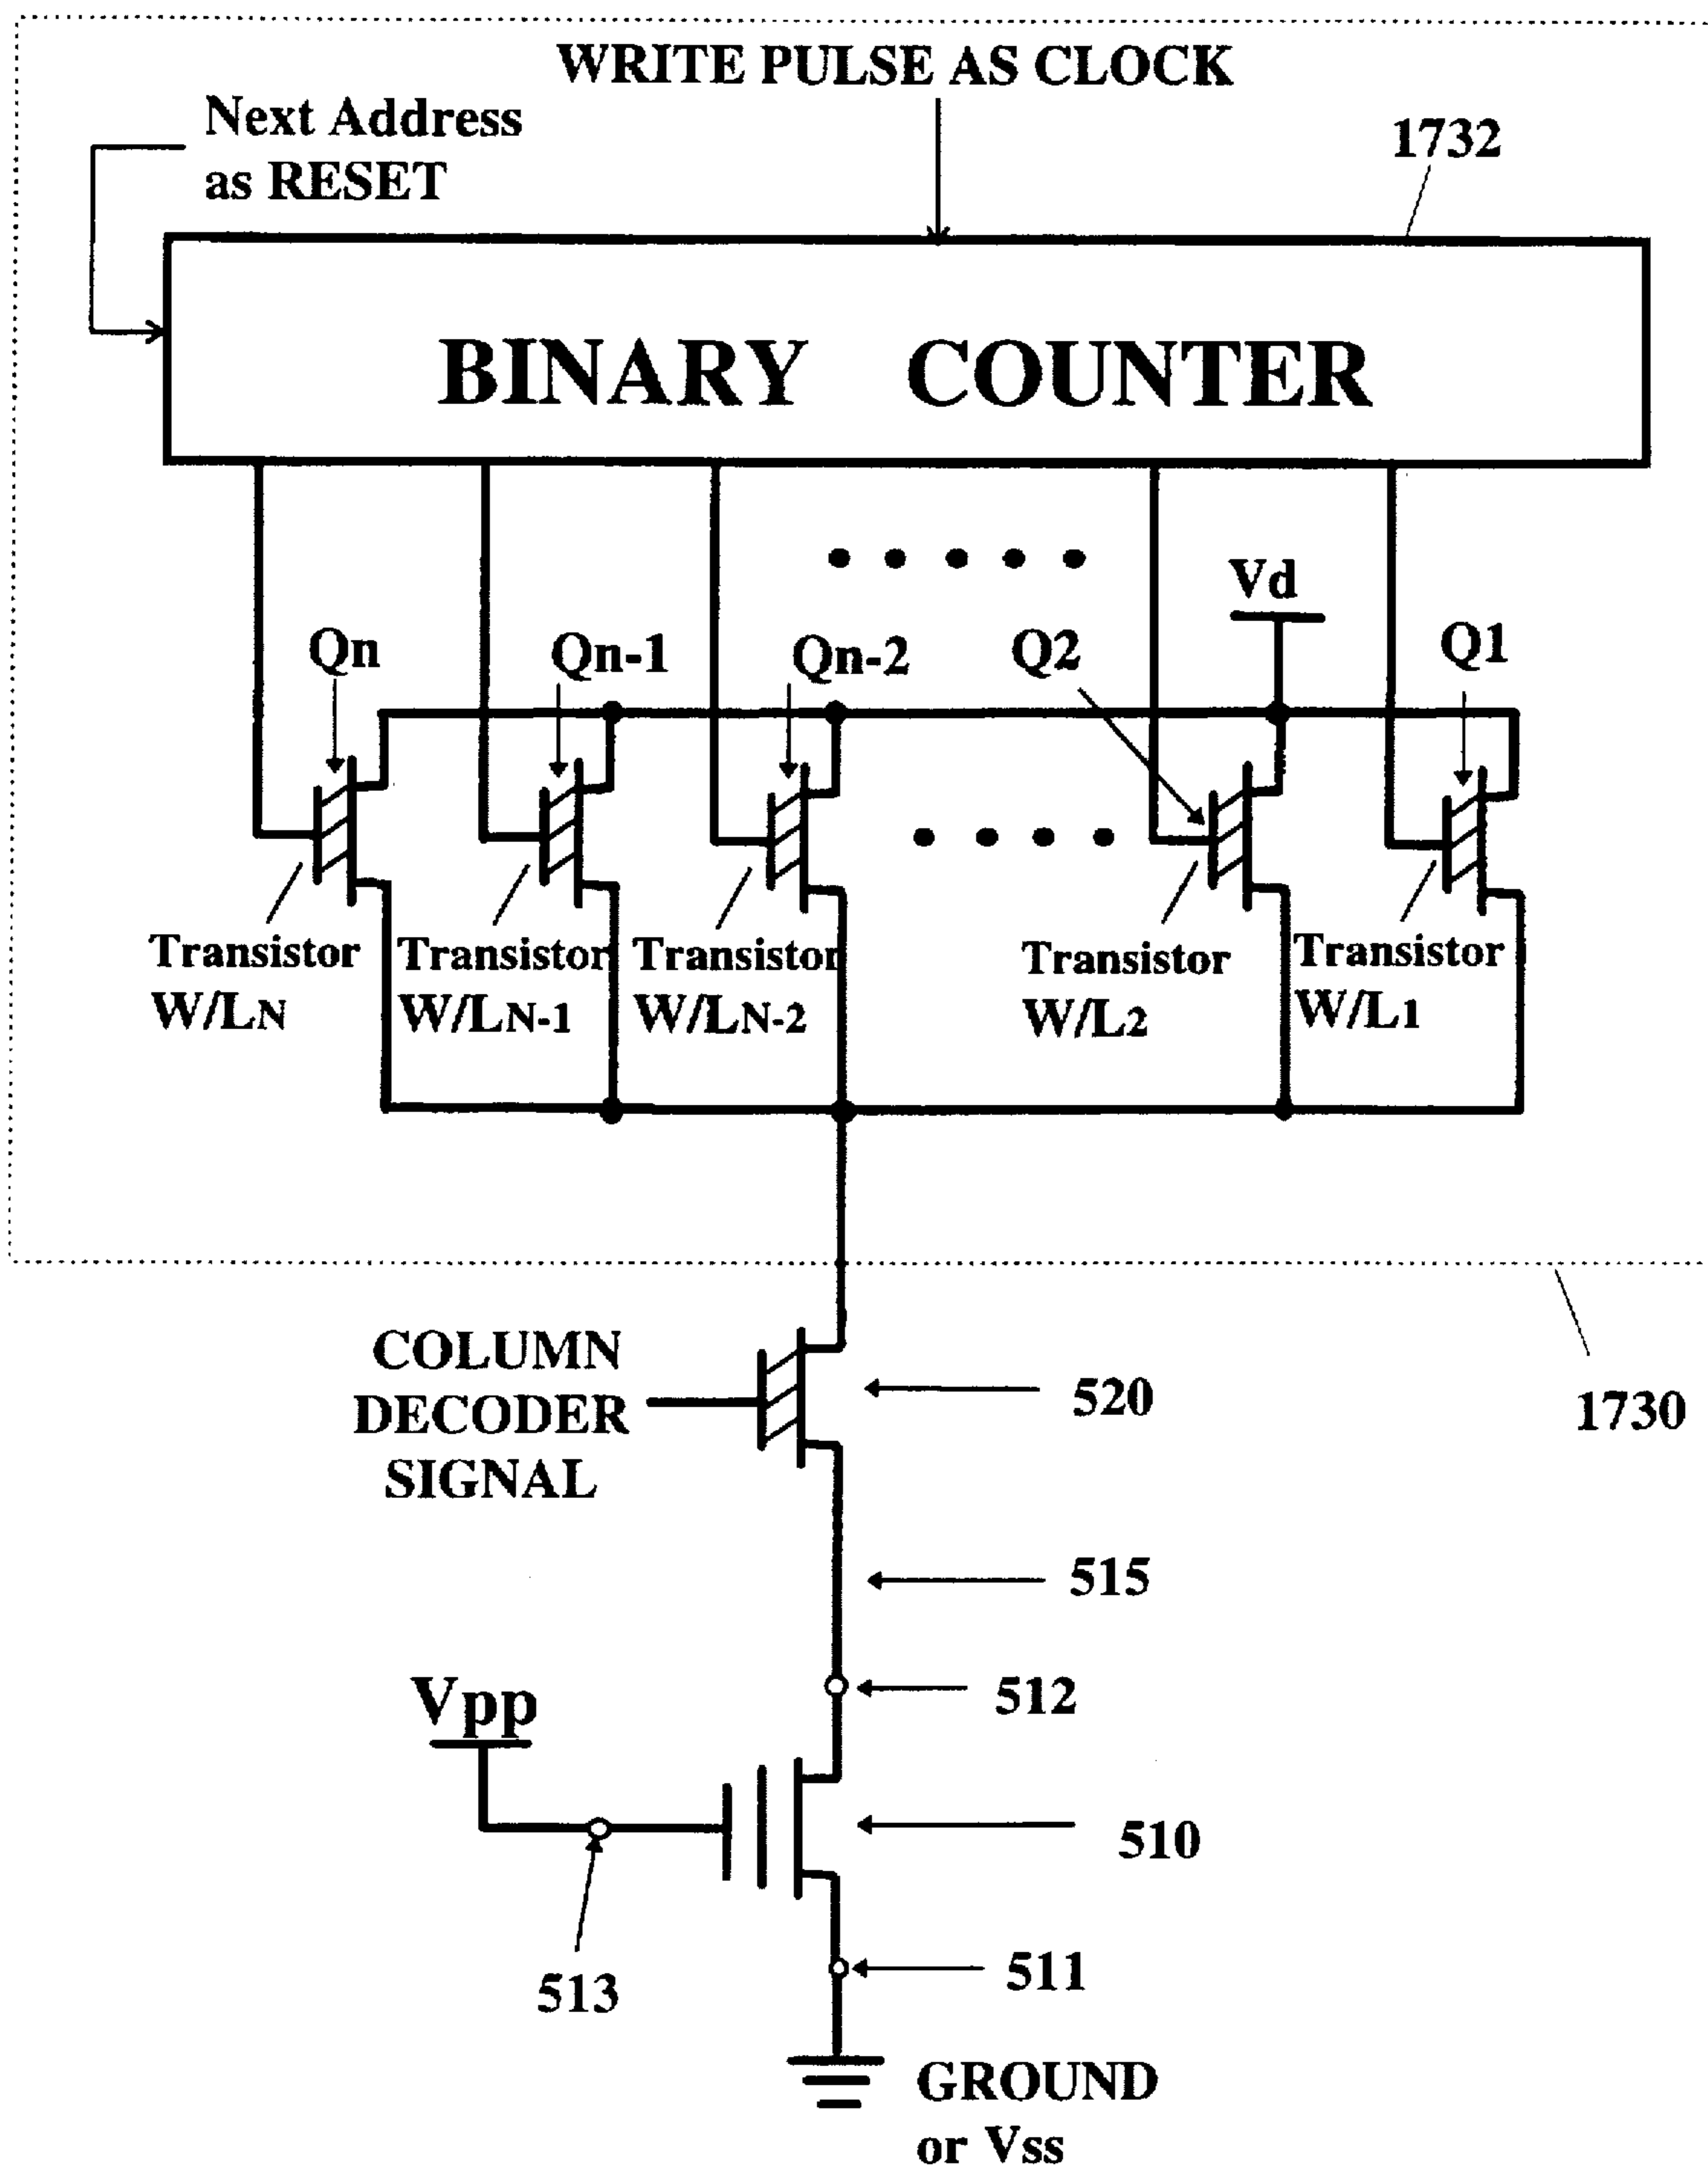 WRITE PULSE AS CLOCK
Next Address
as RESET
1732
BINARY COUNTER
Vd
Qn
Qn-1
Qn-2
Q2
Q1
Transistor
W/LN
Transistor
W/LN-1
Transistor
W/LN-2
Transistor
W/L2
Transistor
W/L1
COLUMN
DECODER
SIGNAL
520
1730
515
512
Vpp
510
513
511
GROUND
or Vss